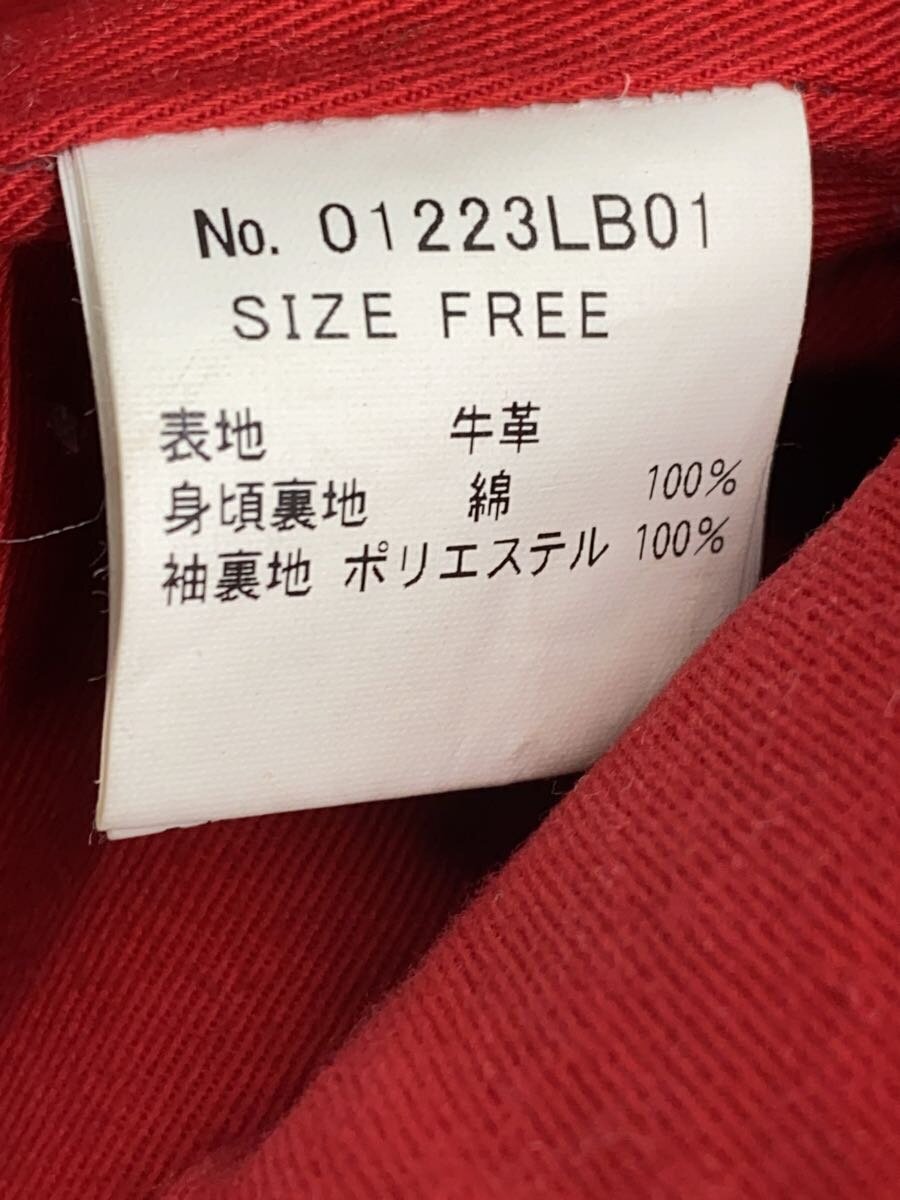 No. 01223LB01
SIZE FREE
表地 牛革
身頃裏地 綿 100%
袖裏地 ポリエステル 100%